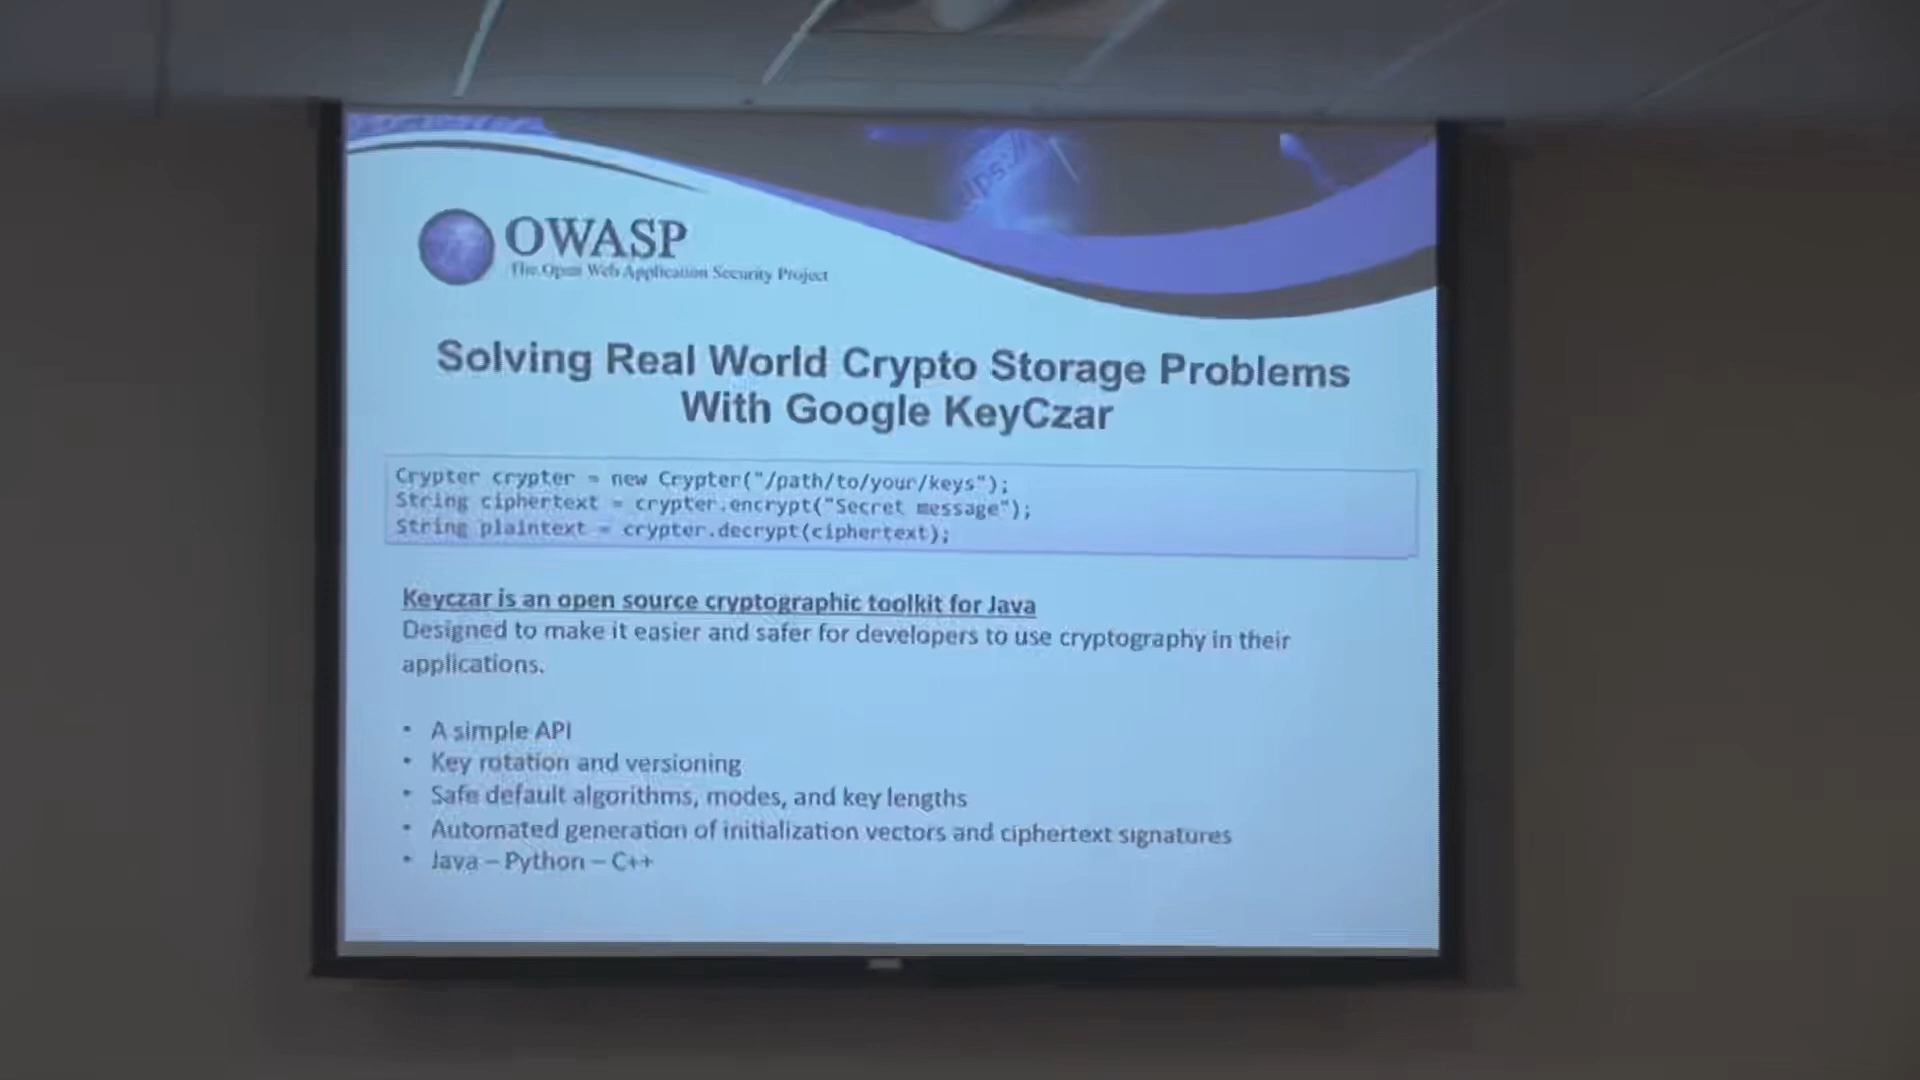 OWASP
The Open Web Application Security Project
Solving Real World Crypto Storage Problems
With Google KeyCzar
Crypter crypter = new Crypter("/path/to/your/keys");
String ciphertext = crypter.encrypt("Secret message");
String plaintext = crypter.decrypt(ciphertext);
Keyczar is an open source cryptographic toolkit for Java
Designed to make it easier and safer for developers to use cryptography in their
applications.
• A simple API
• Key rotation and versioning
• Safe default algorithms, modes, and key lengths
• Automated generation of initialization vectors and ciphertext signatures
• Java – Python – C++